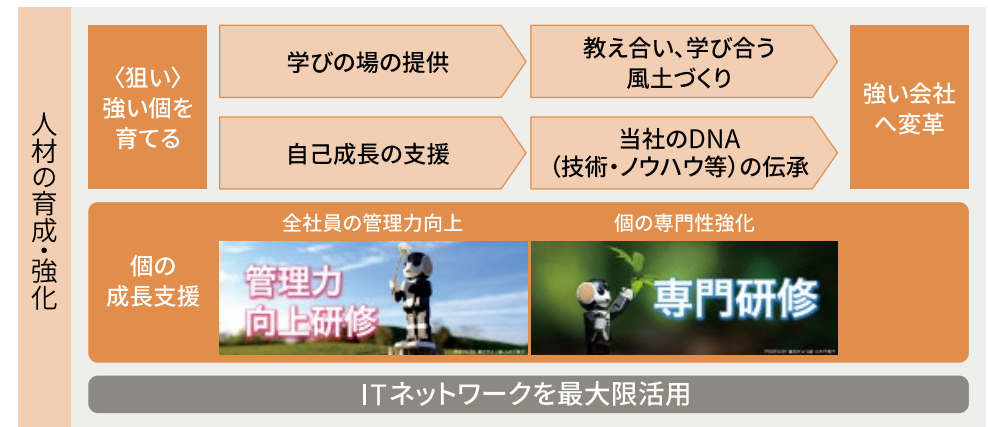 人材の育成・強化
〈狙い〉
強い個を
育てる
学びの場の提供
教え合い、学び合う
風土づくり
自己成長の支援
当社のDNA
（技術・ノウハウ等）の伝承
強い会社
へ変革
個の
成長支援
全社員の管理力向上
管理力
向上研修
個の専門性強化
専門研修
ITネットワークを最大限活用